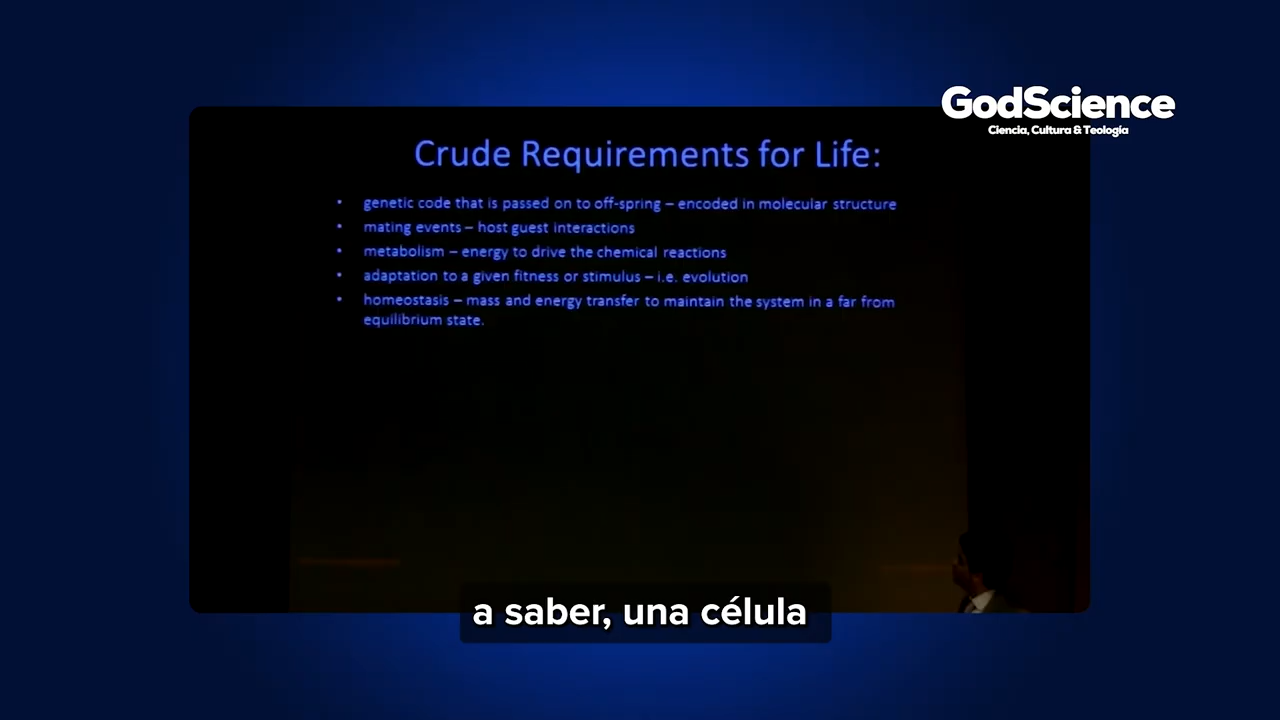 GodScience
Ciencia, Cultura & Teología
Crude Requirements for Life:
• genetic code that is passed on to off-spring – encoded in molecular structure
• mating events – host guest interactions
• metabolism – energy to drive the chemical reactions
• adaptation to a given fitness or stimulus – i.e. evolution
• homeostasis – mass and energy transfer to maintain the system in a far from
equilibrium state.
a saber, una célula